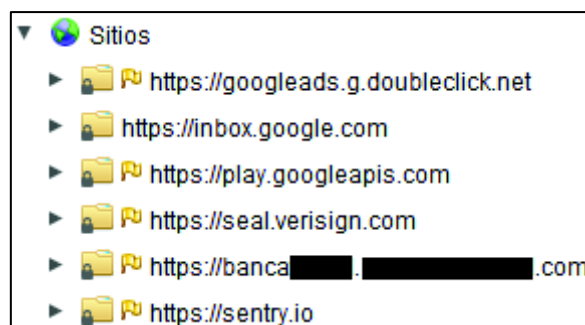 Sitios
https://googleads.g.doubleclick.net
https://inbox.google.com
https://play.googleapis.com
https://seal.verisign.com
https://banca . .com
https://sentry.io